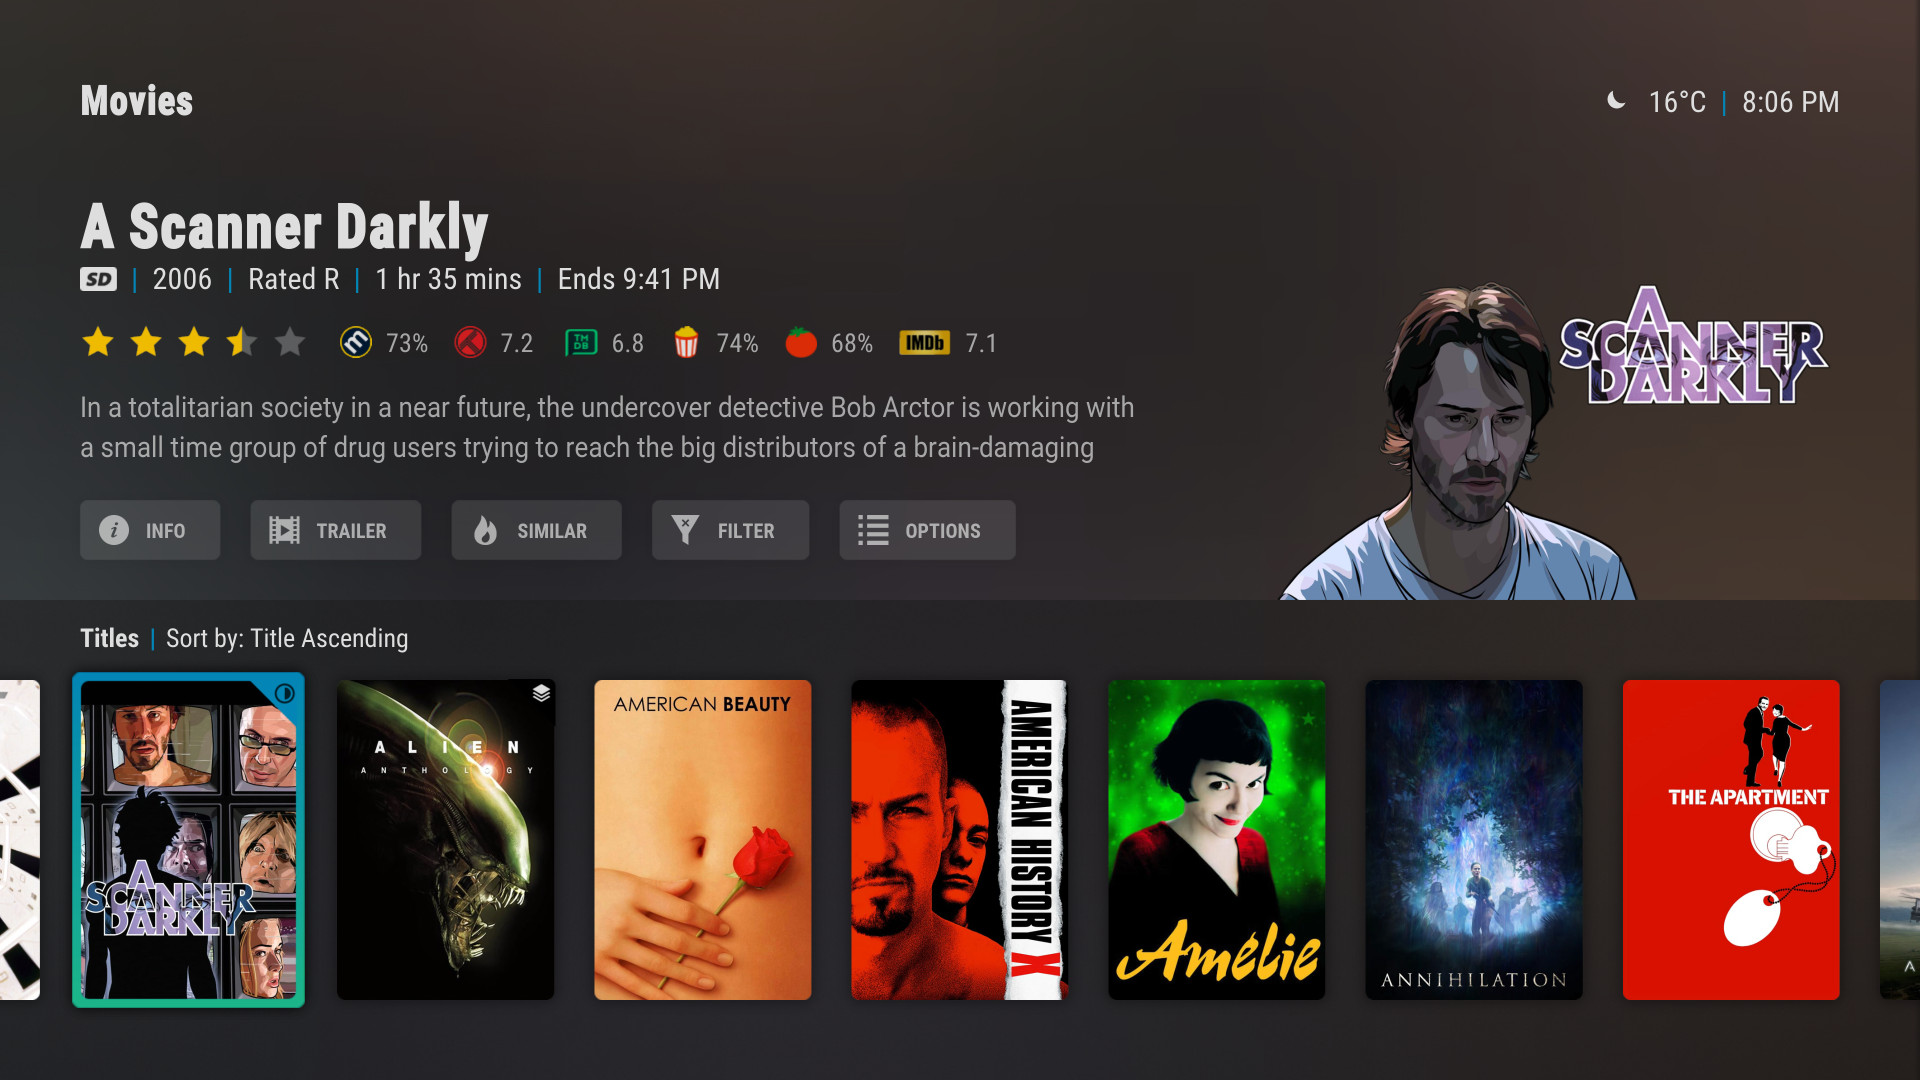 Movies
16°C | 8:06 PM
A Scanner Darkly
SD | 2006 | Rated R | 1 hr 35 mins | Ends 9:41 PM
m 73% 7.2 TMDB 6.8 74% 68% IMDb 7.1
In a totalitarian society in a near future, the undercover detective Bob Arctor is working with
a small time group of drug users trying to reach the big distributors of a brain-damaging
A
SCANNER
DARKLY
INFO TRAILER SIMILAR FILTER OPTIONS
Titles | Sort by: Title Ascending
A
SCANNER
DARKLY
ALIEN
ANTHOLOGY
AMERICAN BEAUTY
AMERICAN HISTORY X
Amélie
ANNIHILATION
THE APARTMENT
A